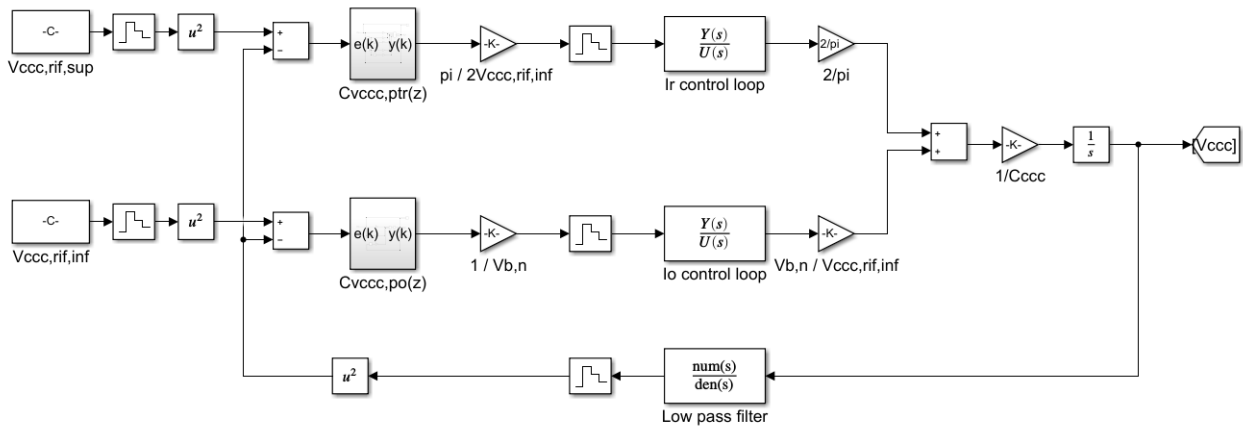 -C-
Vccc,rif,sup
u²
+
−
e(k) y(k)
Cvccc,ptr(z)
-K-
pi / 2Vccc,rif,inf
Y(s)
U(s)
Ir control loop
2/pi
2/pi
+
+
-K-
1/Cccc
1
s
[Vccc]
-C-
Vccc,rif,inf
u²
+
−
e(k) y(k)
Cvccc,po(z)
-K-
1 / Vb,n
Y(s)
U(s)
Io control loop
-K-
Vb,n / Vccc,rif,inf
u²
num(s)
den(s)
Low pass filter